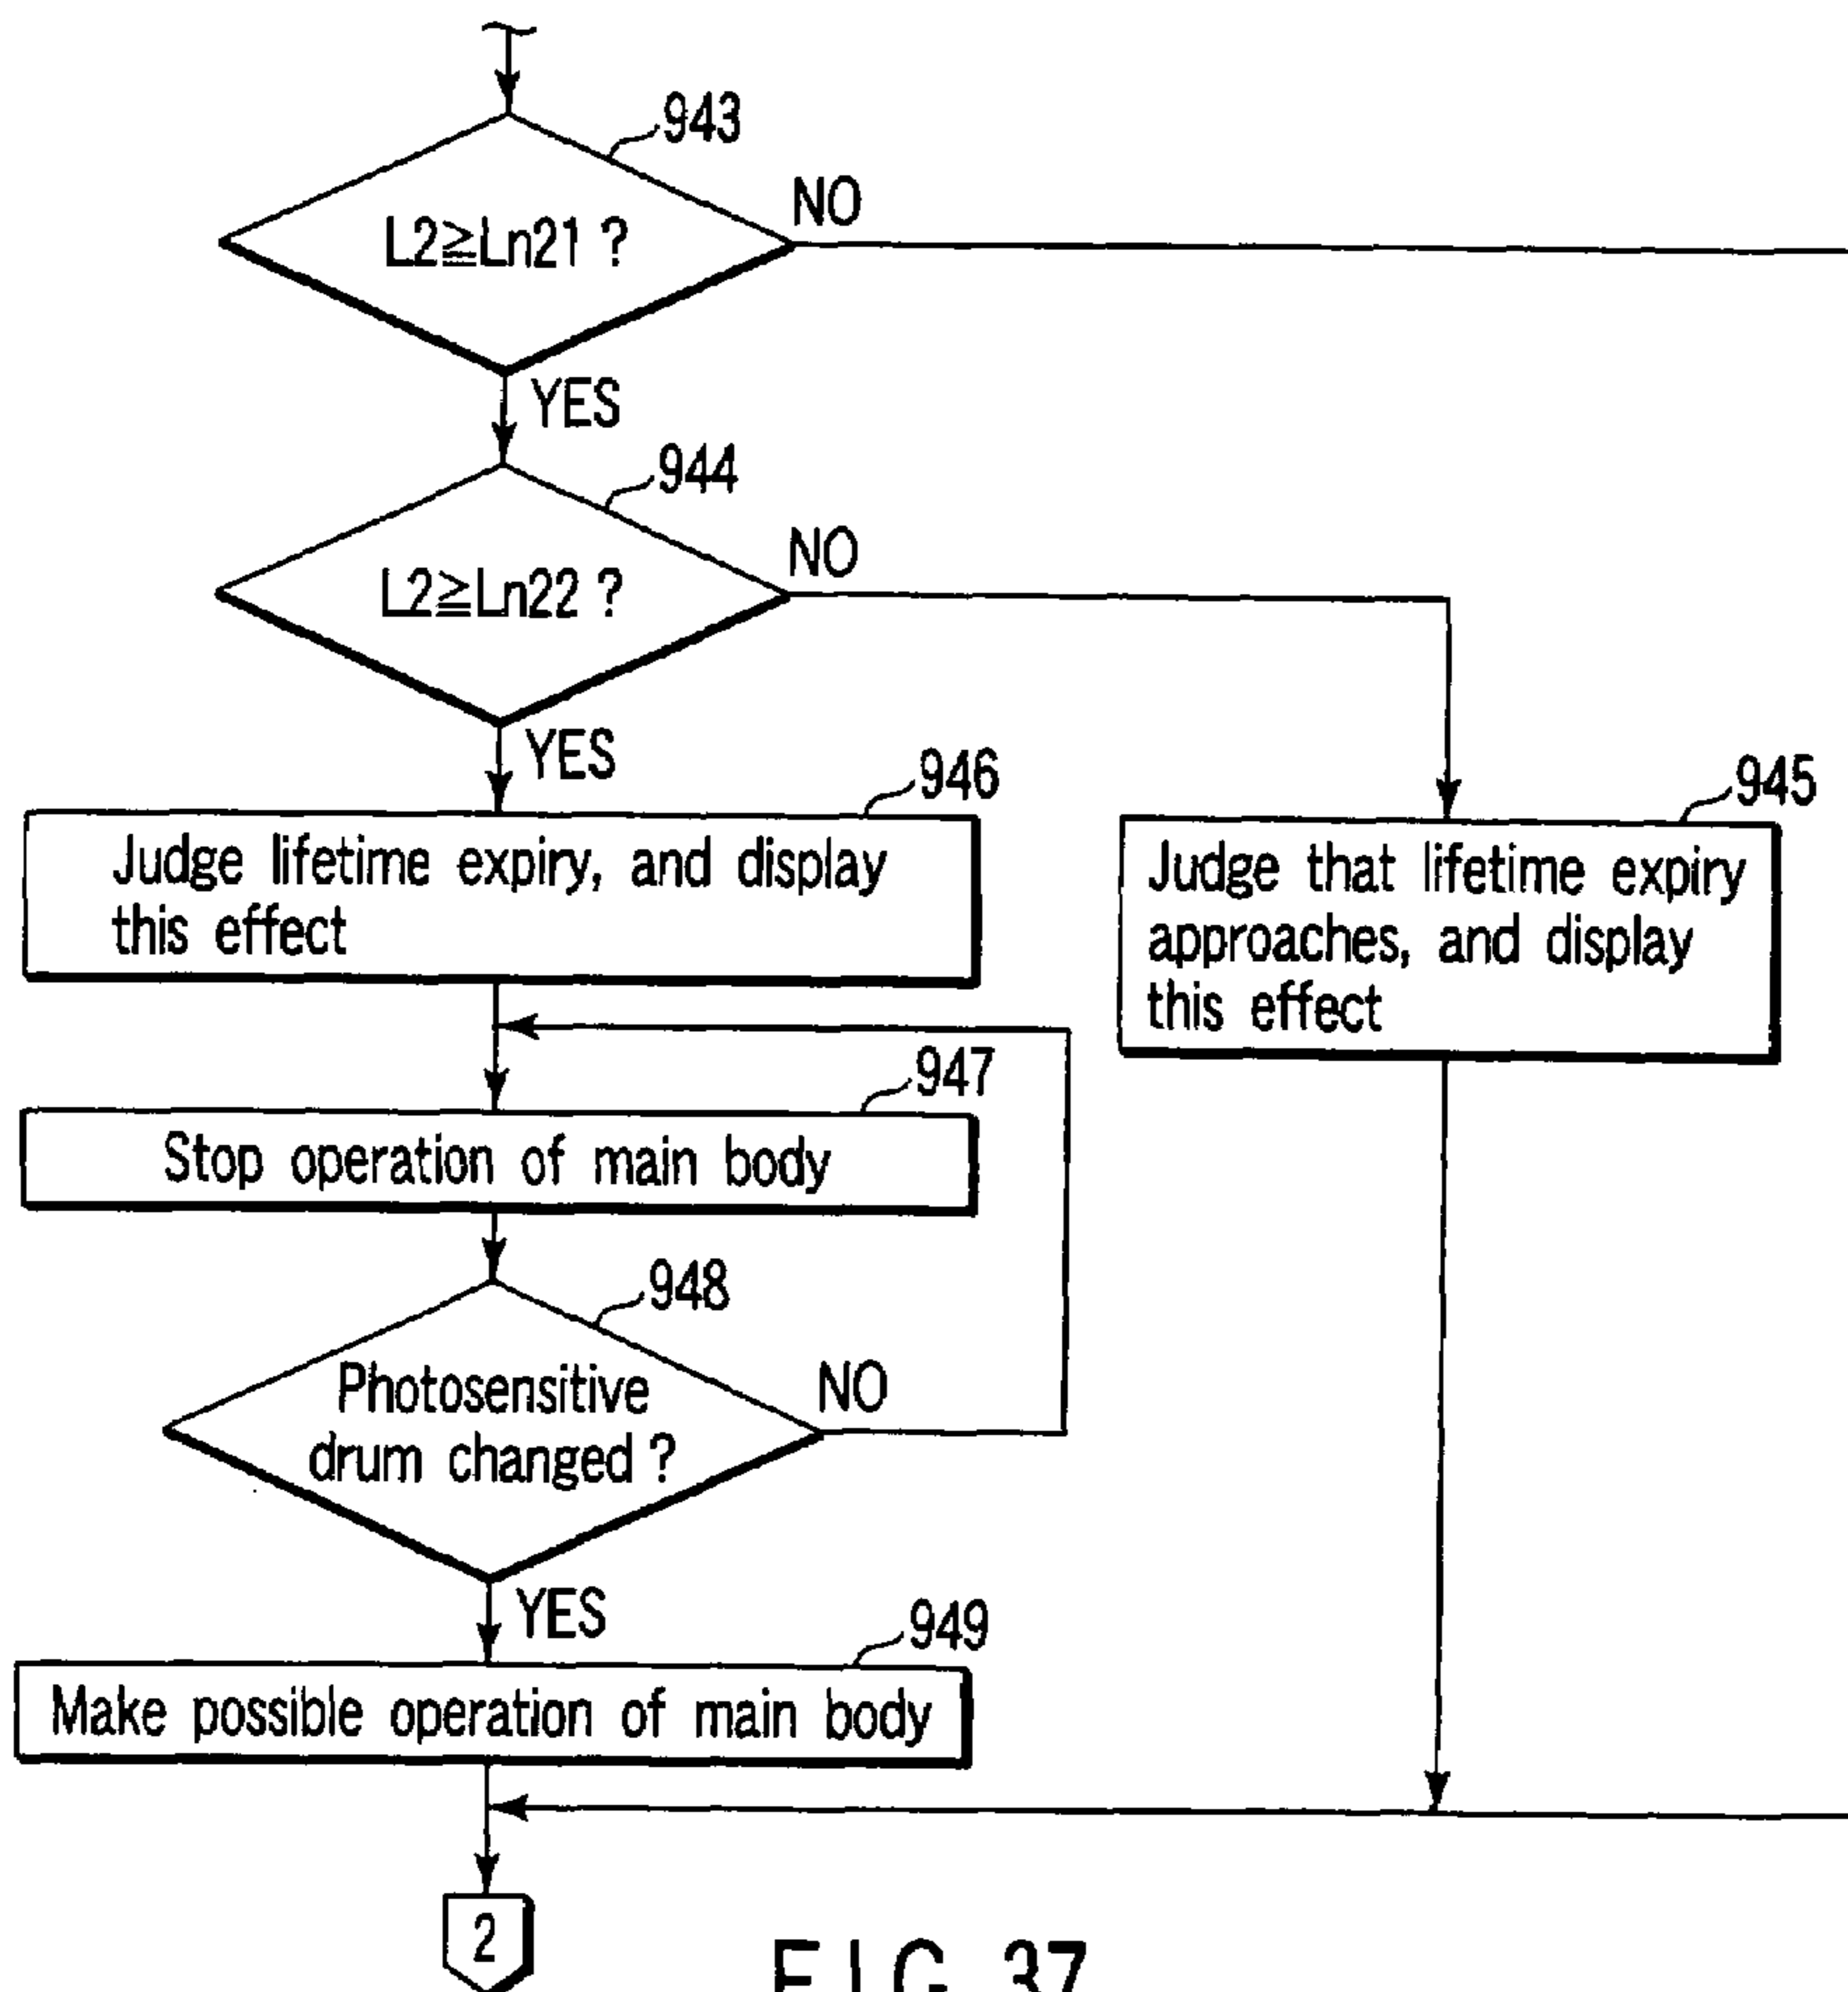 943
L2≧Ln21 ?
NO
YES
944
L2≧Ln22 ?
NO
YES
946
Judge lifetime expiry, and display
this effect
945
Judge that lifetime expiry
approaches, and display
this effect
947
Stop operation of main body
948
Photosensitive
drum changed ?
NO
YES
949
Make possible operation of main body
2
FIG. 37